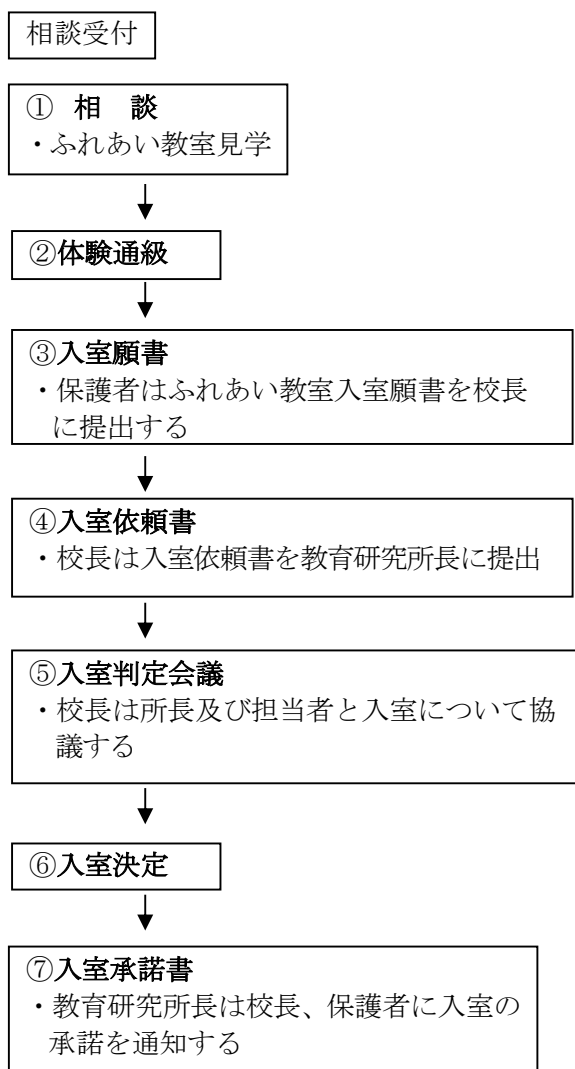 相談受付
① 相　談
・ふれあい教室見学
②体験通級
③入室願書
・保護者はふれあい教室入室願書を校長
に提出する
④入室依頼書
・校長は入室依頼書を教育研究所長に提出
⑤入室判定会議
・校長は所長及び担当者と入室について協
議する
⑥入室決定
⑦入室承諾書
・教育研究所長は校長、保護者に入室の
承諾を通知する